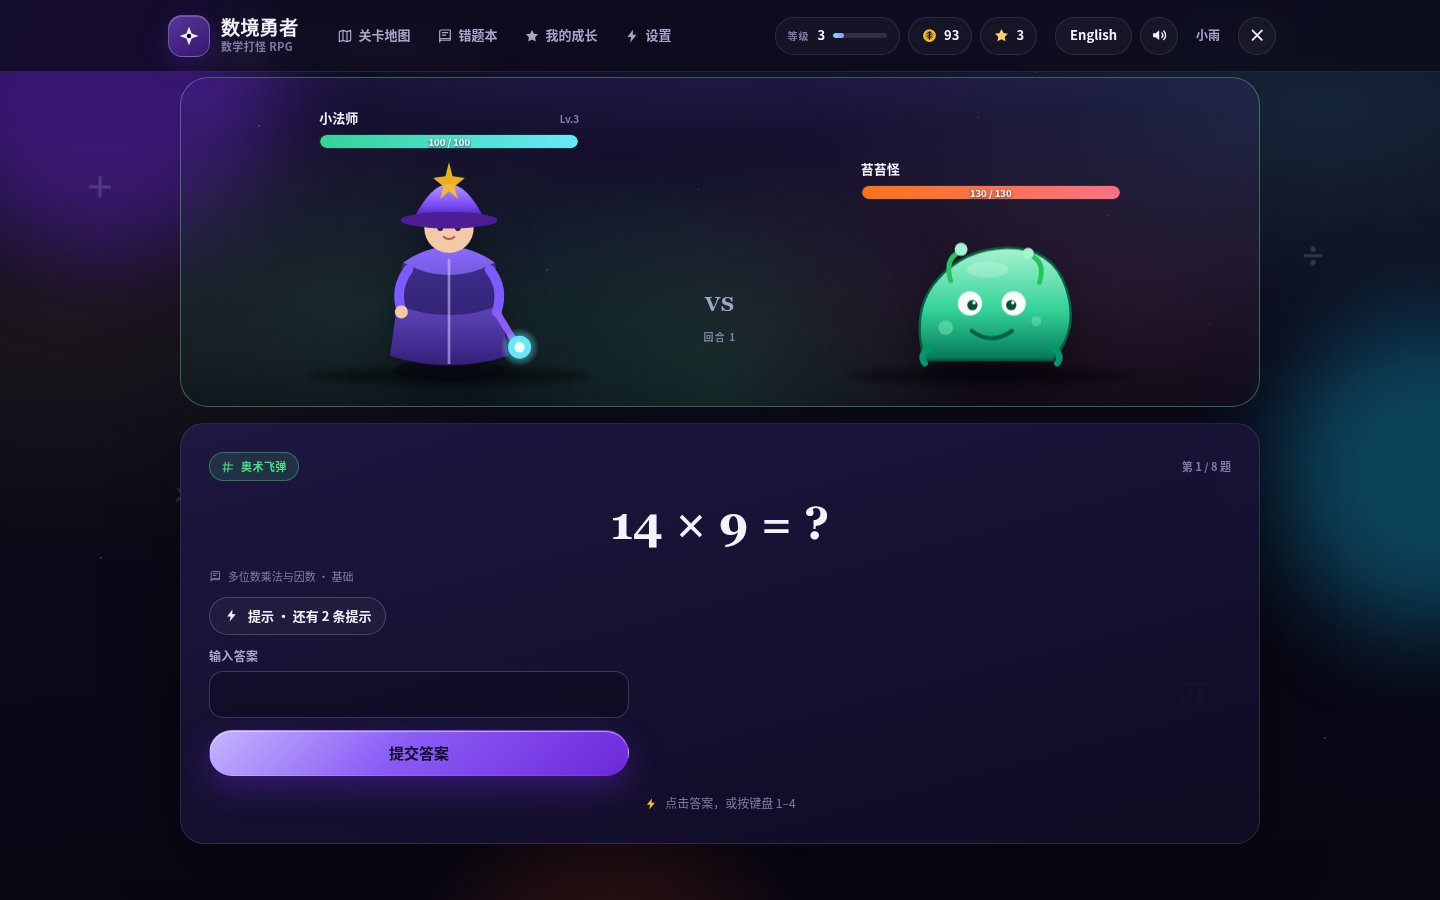 数境勇者
数学打怪 RPG
关卡地图
错题本
我的成长
设置
等级 3
93
3
English
小雨
小法师
Lv.3
100 / 100
苔苔怪
130 / 130
VS
回合 1
奥术飞弹
第 1 / 8 题
14 × 9 = ?
多位数乘法与因数 · 基础
提示 · 还有 2 条提示
输入答案
提交答案
点击答案，或按键盘 1–4
+
÷
×
π